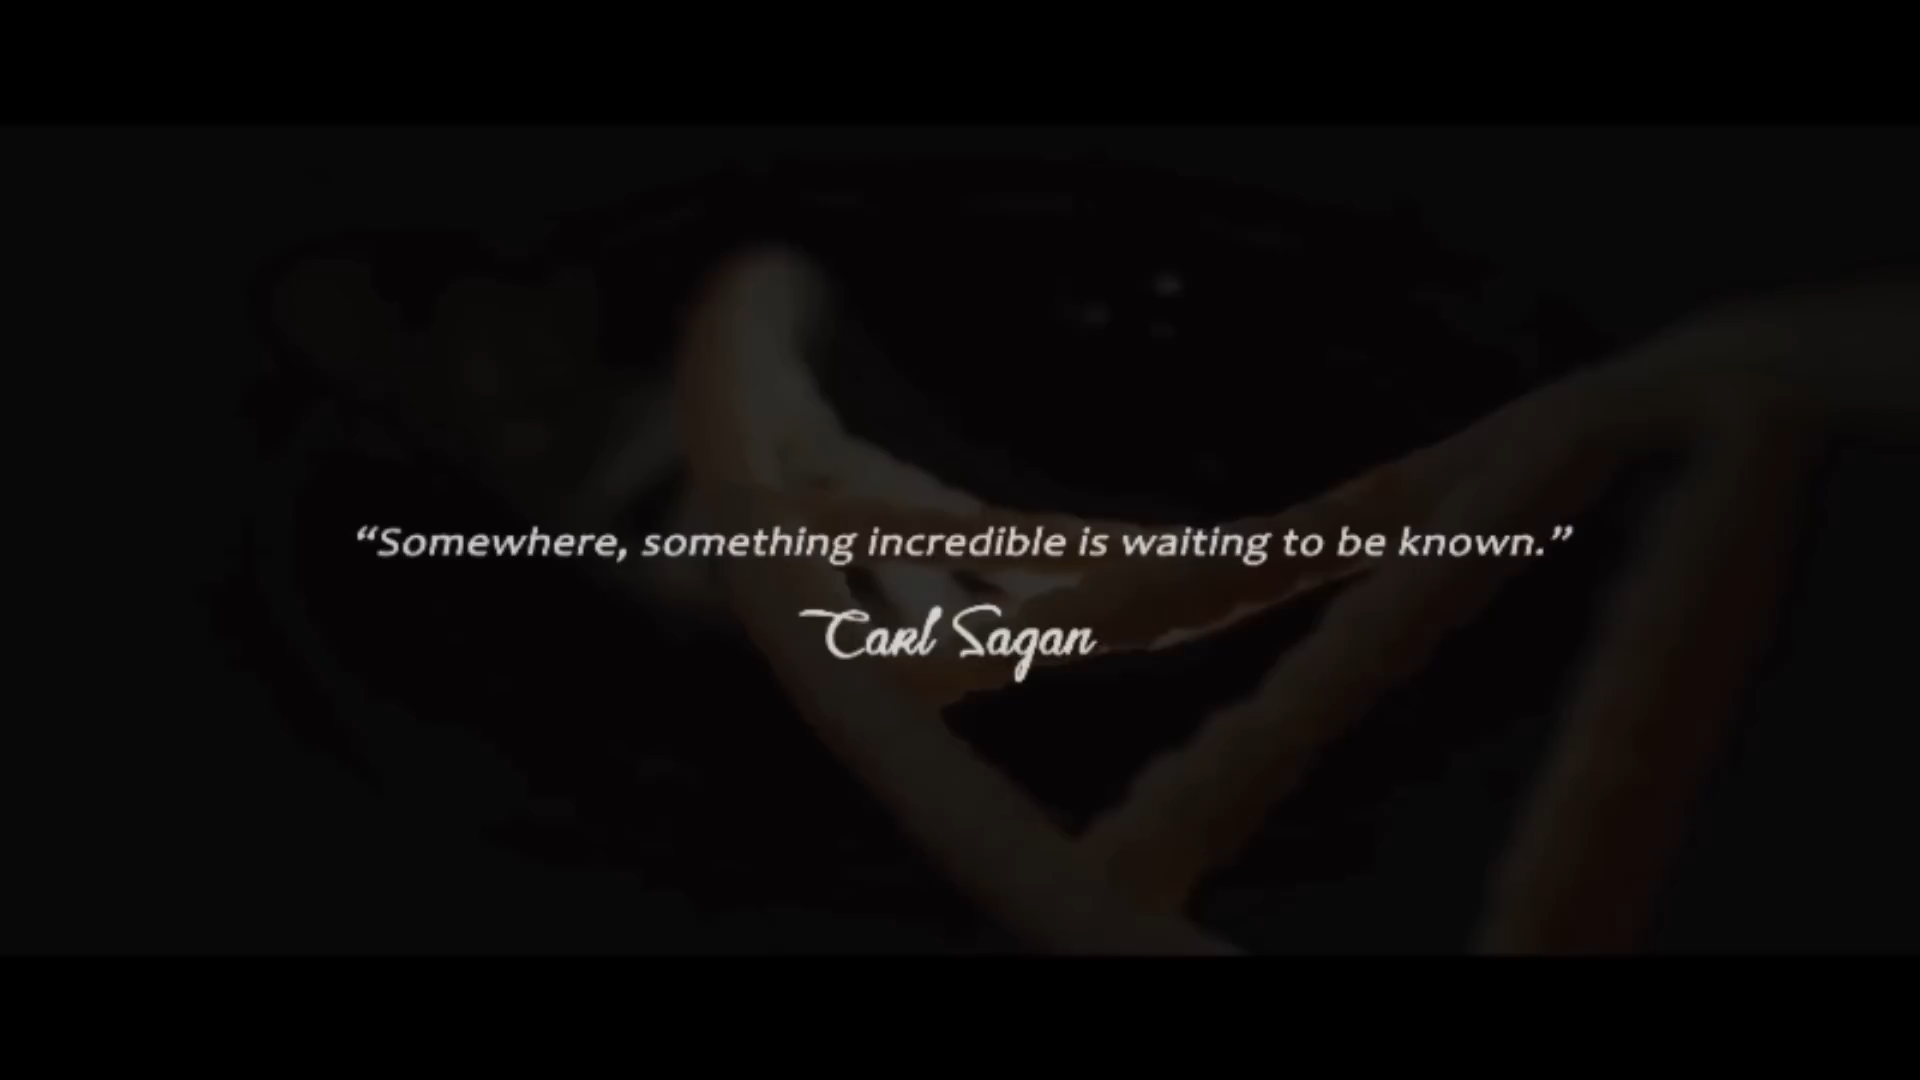 “Somewhere, something incredible is waiting to be known.”
Carl Sagan